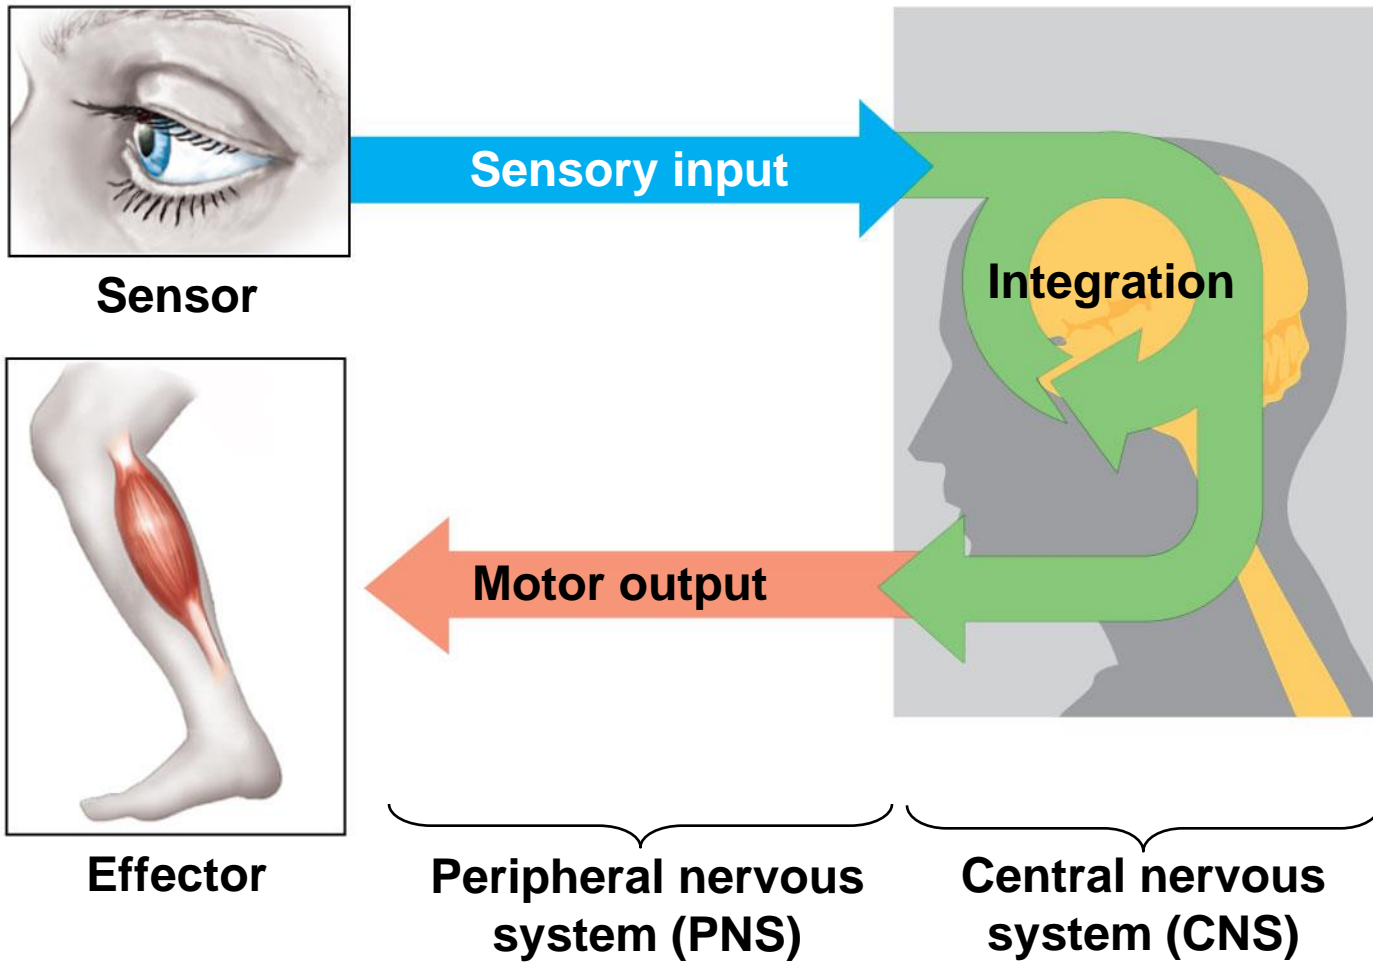 Sensory input
Sensor
Integration
Motor output
Effector
Peripheral nervous
system (PNS)
Central nervous
system (CNS)